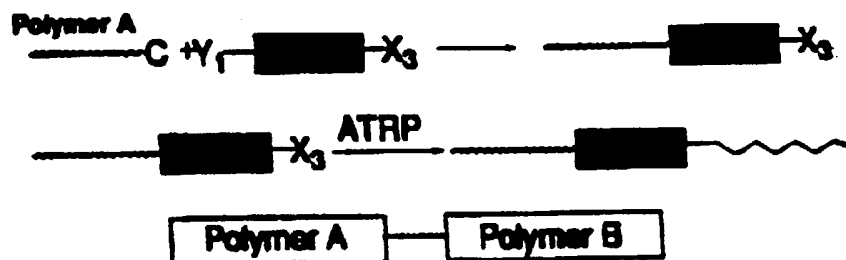 Polymer A
C +Y₁ X₃ X₃
X₃ ATRP
Polymer A Polymer B